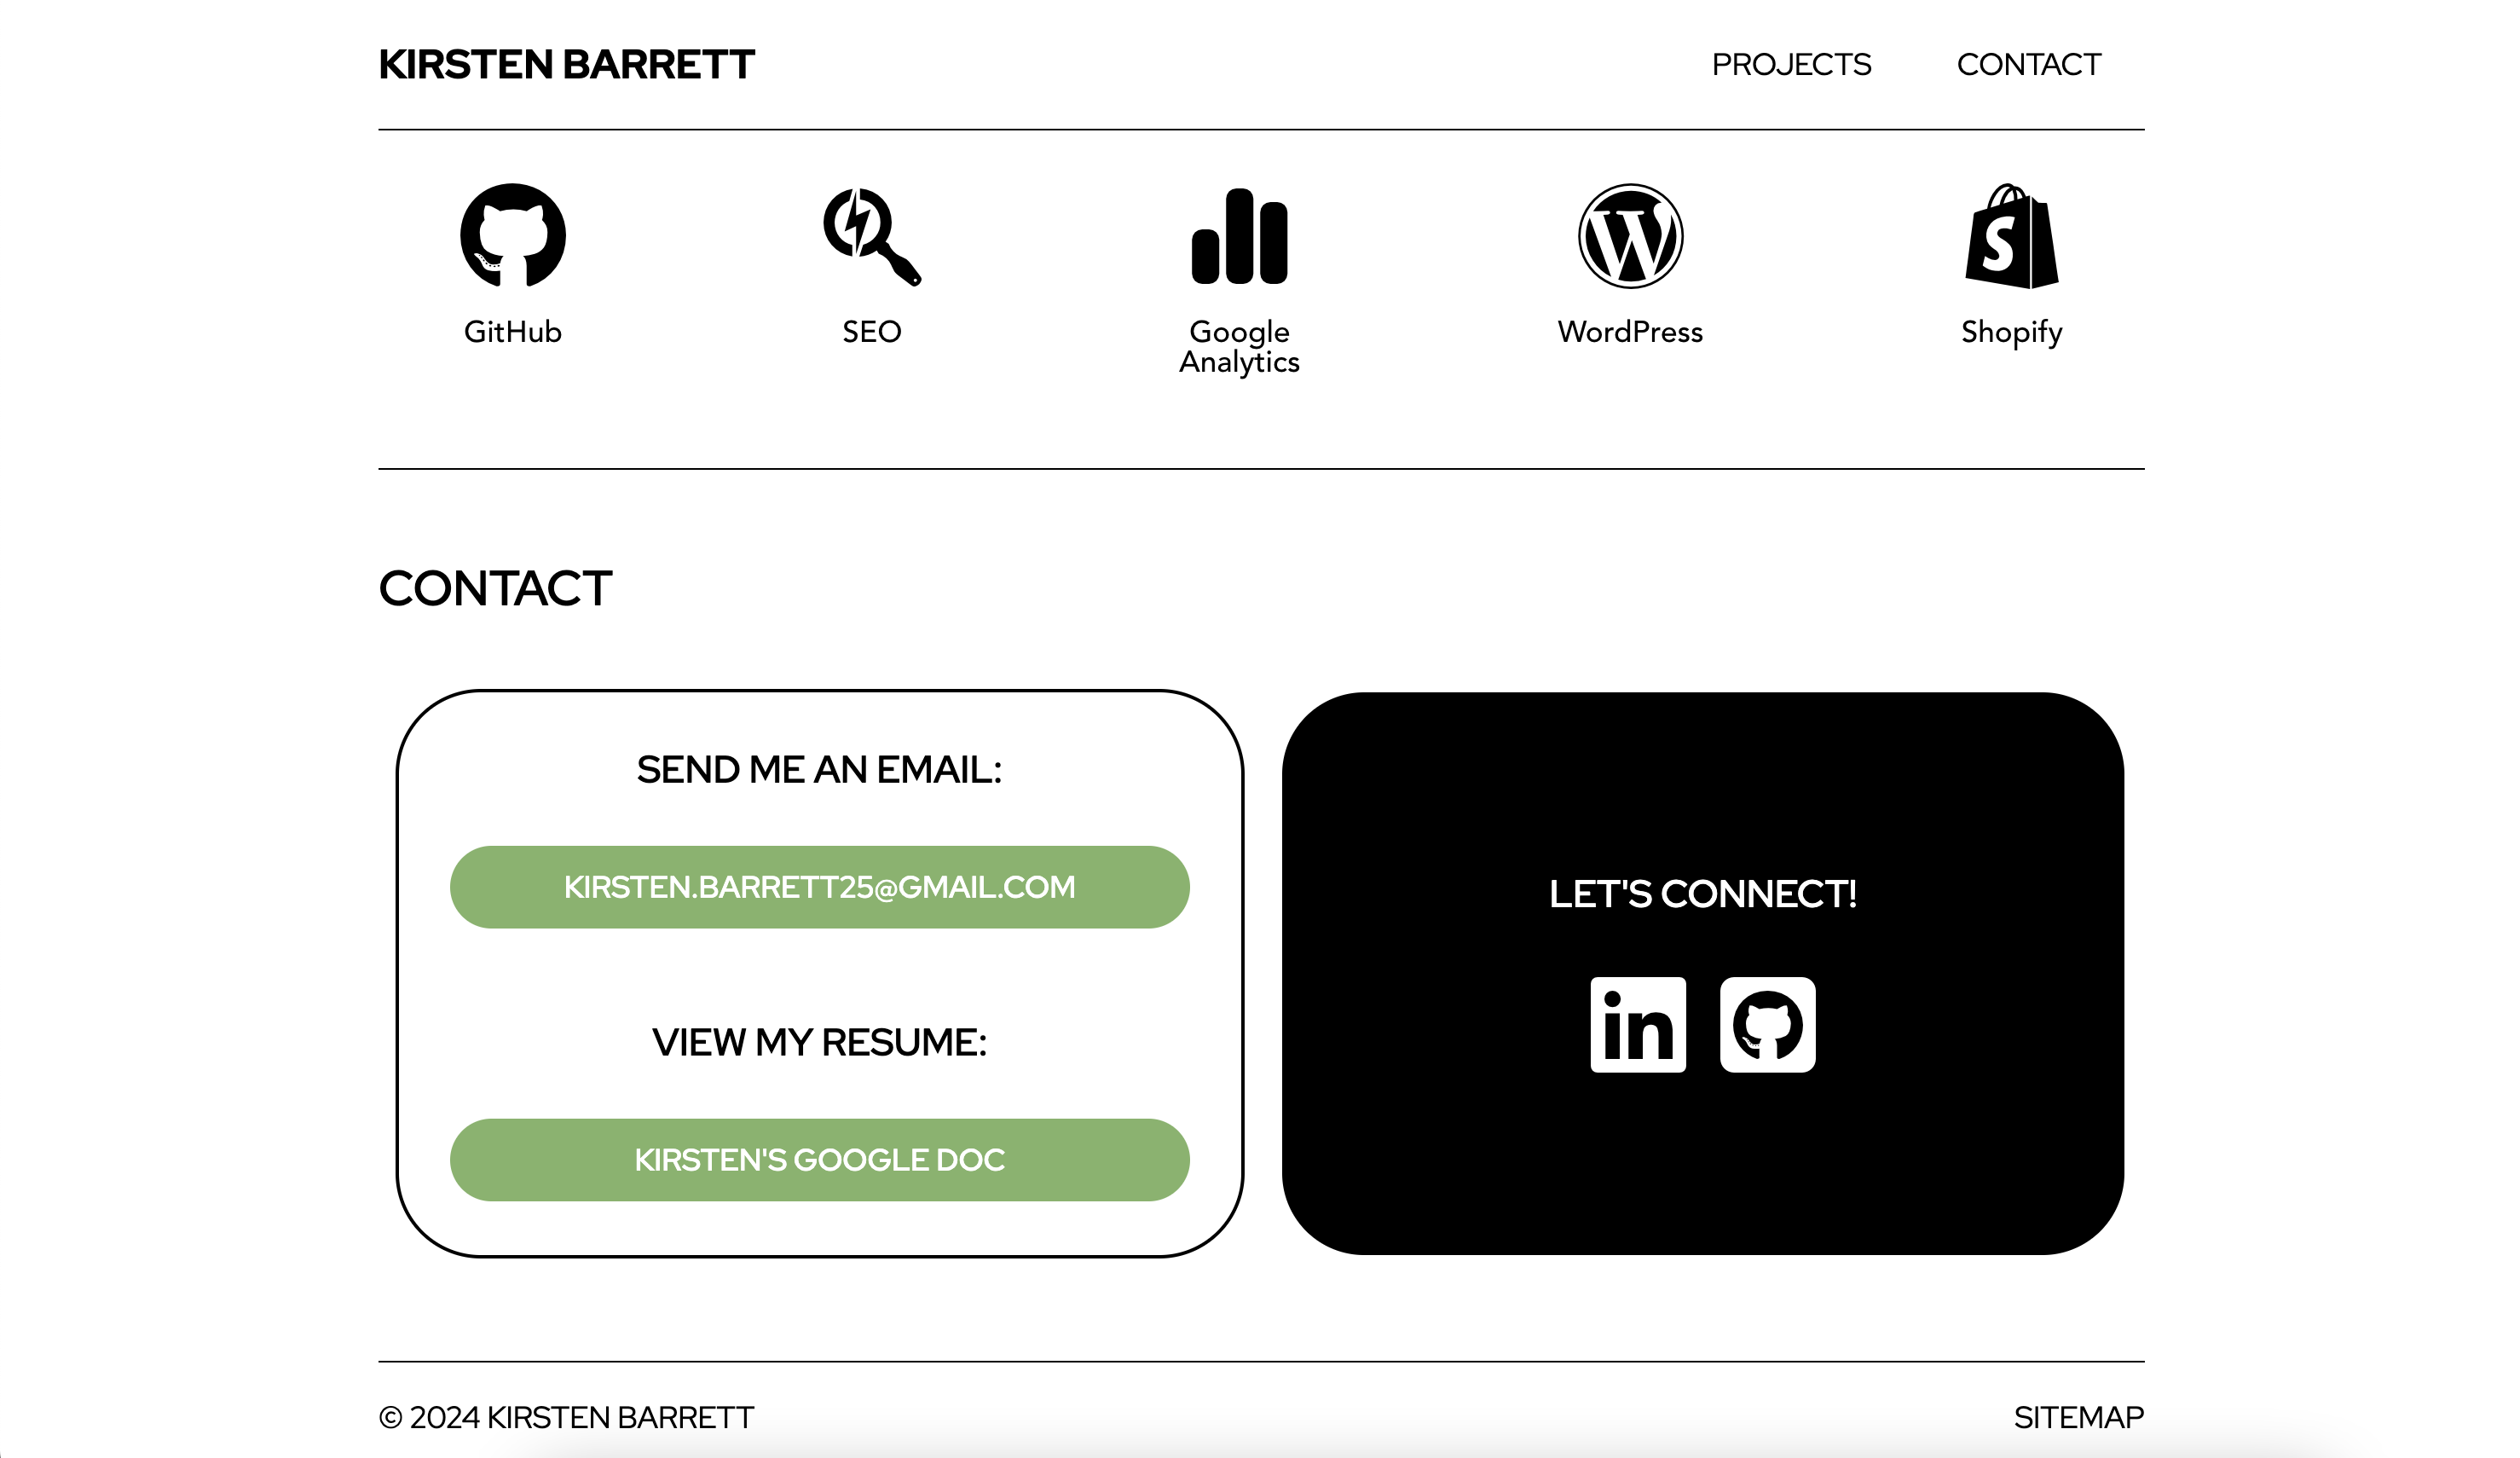 KIRSTEN BARRETT
PROJECTS
CONTACT
GitHub
SEO
Google
Analytics
WordPress
Shopify
CONTACT
SEND ME AN EMAIL:
KIRSTEN.BARRETT25@GMAIL.COM
VIEW MY RESUME:
KIRSTEN'S GOOGLE DOC
LET'S CONNECT!
in
© 2024 KIRSTEN BARRETT
SITEMAP